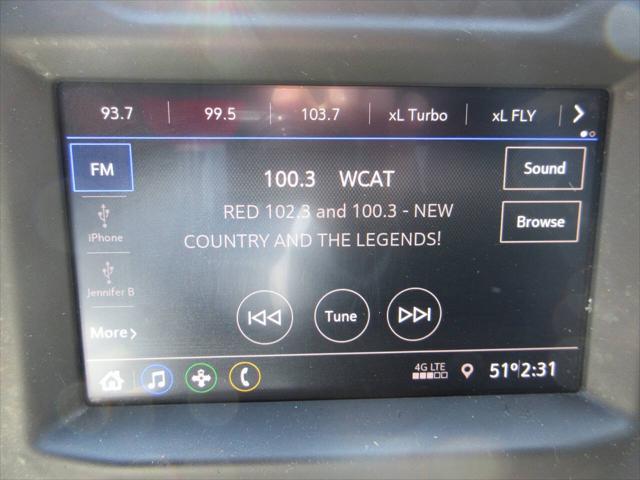 93.7 99.5 103.7 xL Turbo xL FLY
FM
100.3 WCAT
Sound
RED 102.3 and 100.3 - NEW
COUNTRY AND THE LEGENDS!
Browse
iPhone
Jennifer B
More
Tune
4G LTE
51° 2:31